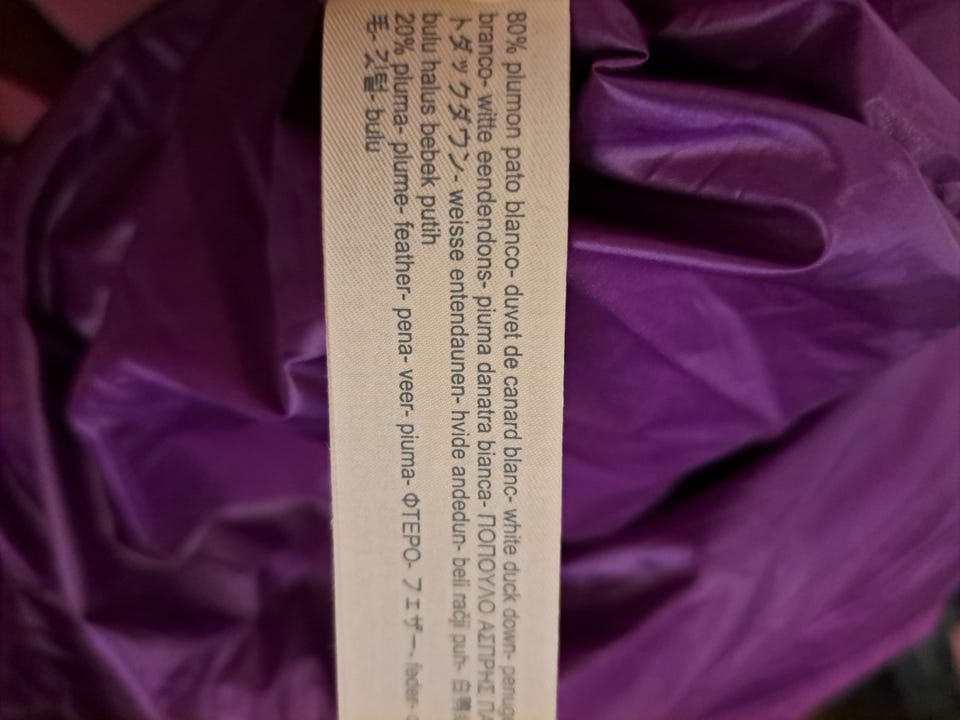 80% plumon pato blanco- duvet de canard blanc- white duck down-
branco- witte eendendons- piuma danatra bianca- ΠΟΠΟΥΛΟ ΑΣΠΡΗΣ
トダックダウン- weisse entendaunen- hvide andedun- beli račji puh- 白
bulu halus bebek putih
20% pluma- plume- feather- pena- veer- piuma- ΦΤΕΡΟ- フェザー- feder-
毛- 깃털- bulu